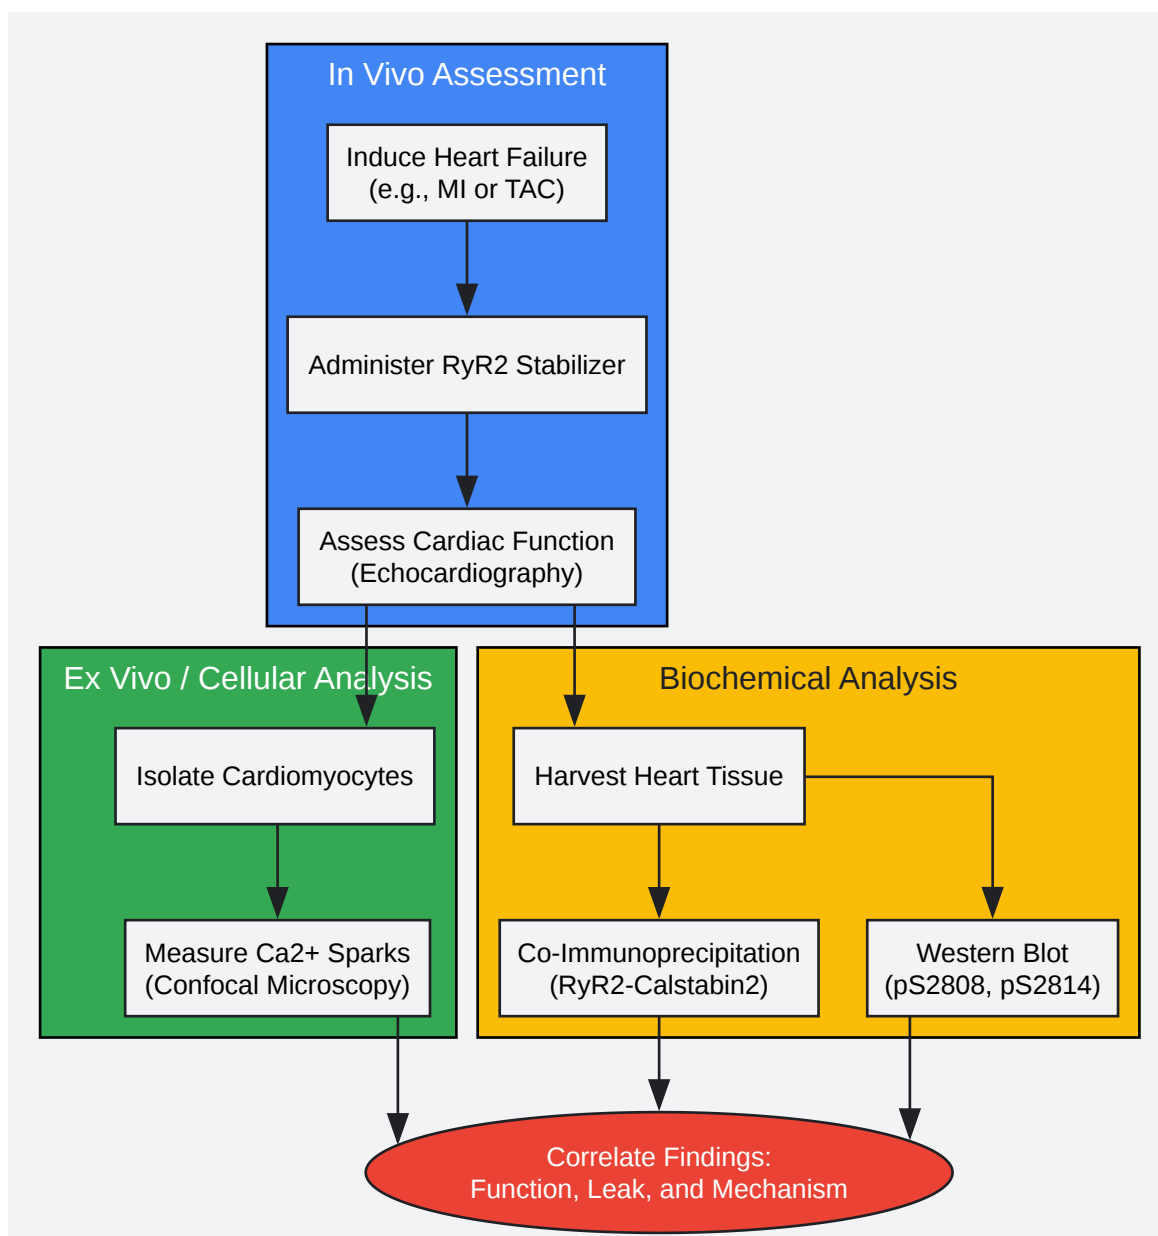 In Vivo Assessment
Induce Heart Failure
(e.g., MI or TAC)
Administer RyR2 Stabilizer
Assess Cardiac Function
(Echocardiography)
Ex Vivo / Cellular Analysis
Isolate Cardiomyocytes
Measure Ca2+ Sparks
(Confocal Microscopy)
Biochemical Analysis
Harvest Heart Tissue
Co-Immunoprecipitation
(RyR2-Calstabin2)
Western Blot
(pS2808, pS2814)
Correlate Findings:
Function, Leak, and Mechanism